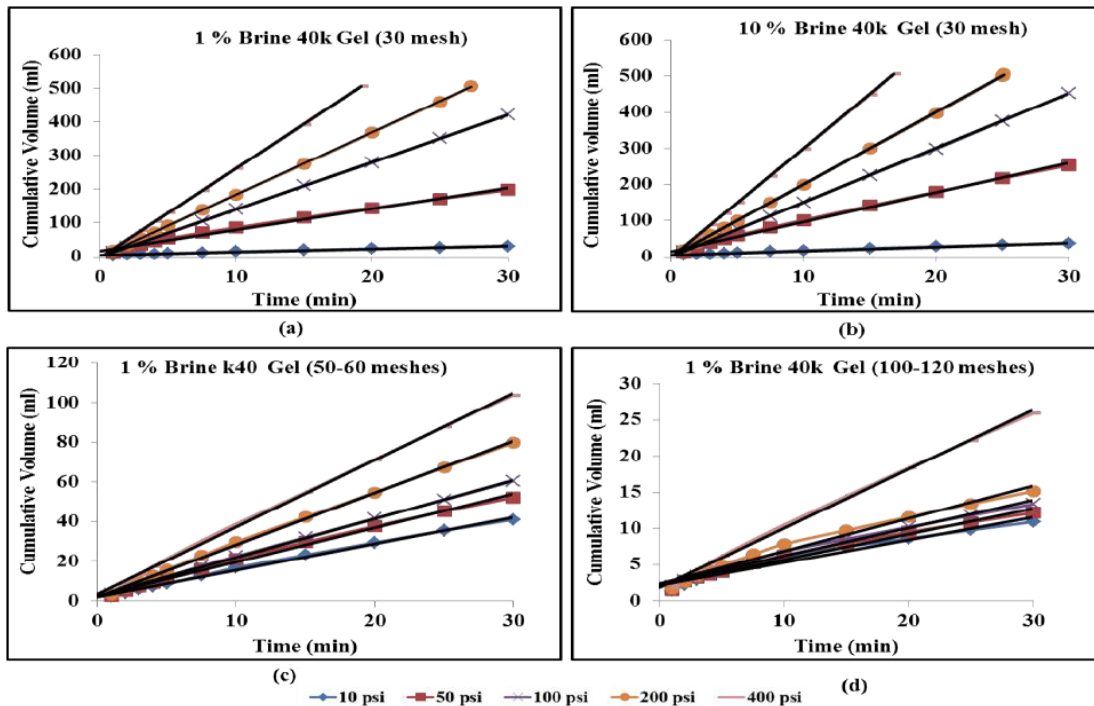 1 % Brine 40k Gel (30 mesh)
Cumulative Volume (ml)
600
500
400
300
200
100
0
0 10 20 30
Time (min)
(a)
10 % Brine 40k Gel (30 mesh)
Cumulative volume (ml)
600
500
400
300
200
100
0
0 10 20 30
Time (min)
(b)
1 % Brine k40 Gel (50-60 meshes)
Cumulative Volume (ml)
120
100
80
60
40
20
0
0 10 20 30
Time (min)
(c)
1 % Brine 40k Gel (100-120 meshes)
Cumulative Volume (ml)
30
25
20
15
10
5
0
0 10 20 30
Time (min)
(d)
10 psi 50 psi 100 psi 200 psi 400 psi